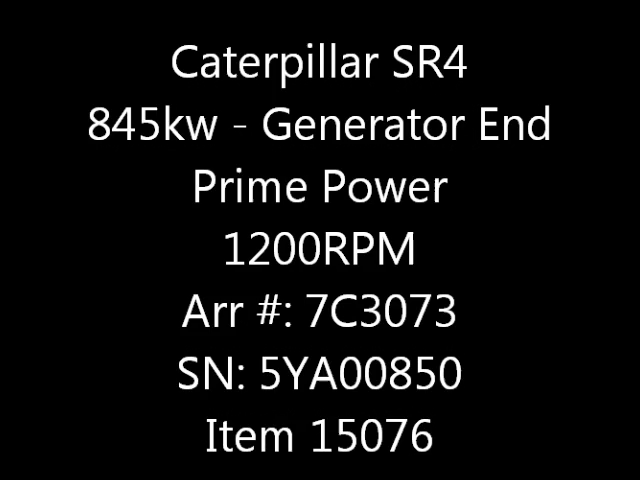 Caterpillar SR4
845kw - Generator End
Prime Power
1200RPM
Arr #: 7C3073
SN: 5YA00850
Item 15076